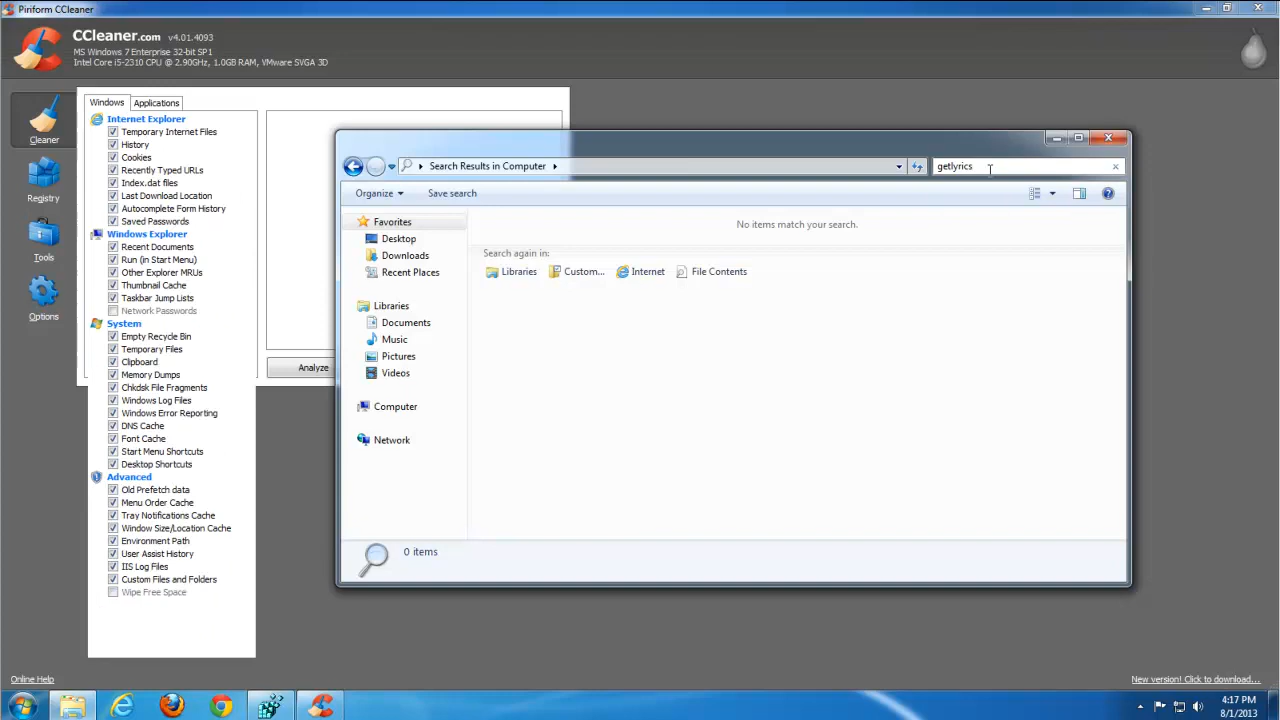 Piriform CCleaner
CCleaner.com v4.01.4093
MS Windows 7 Enterprise 32-bit SP1
Intel Core i5-2310 CPU @ 2.90GHz, 1.0GB RAM, VMware SVGA 3D
Cleaner
Registry
Tools
Options
Windows
Applications
Internet Explorer
Temporary Internet Files
History
Cookies
Recently Typed URLs
Index.dat files
Last Download Location
Autocomplete Form History
Saved Passwords
Windows Explorer
Recent Documents
Run (in Start Menu)
Other Explorer MRUs
Thumbnail Cache
Taskbar Jump Lists
Network Passwords
System
Empty Recycle Bin
Temporary Files
Clipboard
Memory Dumps
Chkdsk File Fragments
Windows Log Files
Windows Error Reporting
DNS Cache
Font Cache
Start Menu Shortcuts
Desktop Shortcuts
Advanced
Old Prefetch data
Menu Order Cache
Tray Notifications Cache
Window Size/Location Cache
Environment Path
User Assist History
IIS Log Files
Custom Files and Folders
Wipe Free Space
Analyze
Search Results in Computer
getlyrics
Organize
Save search
Favorites
Desktop
Downloads
Recent Places
Libraries
Documents
Music
Pictures
Videos
Computer
Network
No items match your search.
Search again in:
Libraries
Custom...
Internet
File Contents
0 items
Online Help
New version! Click to download...
4:17 PM
8/1/2013